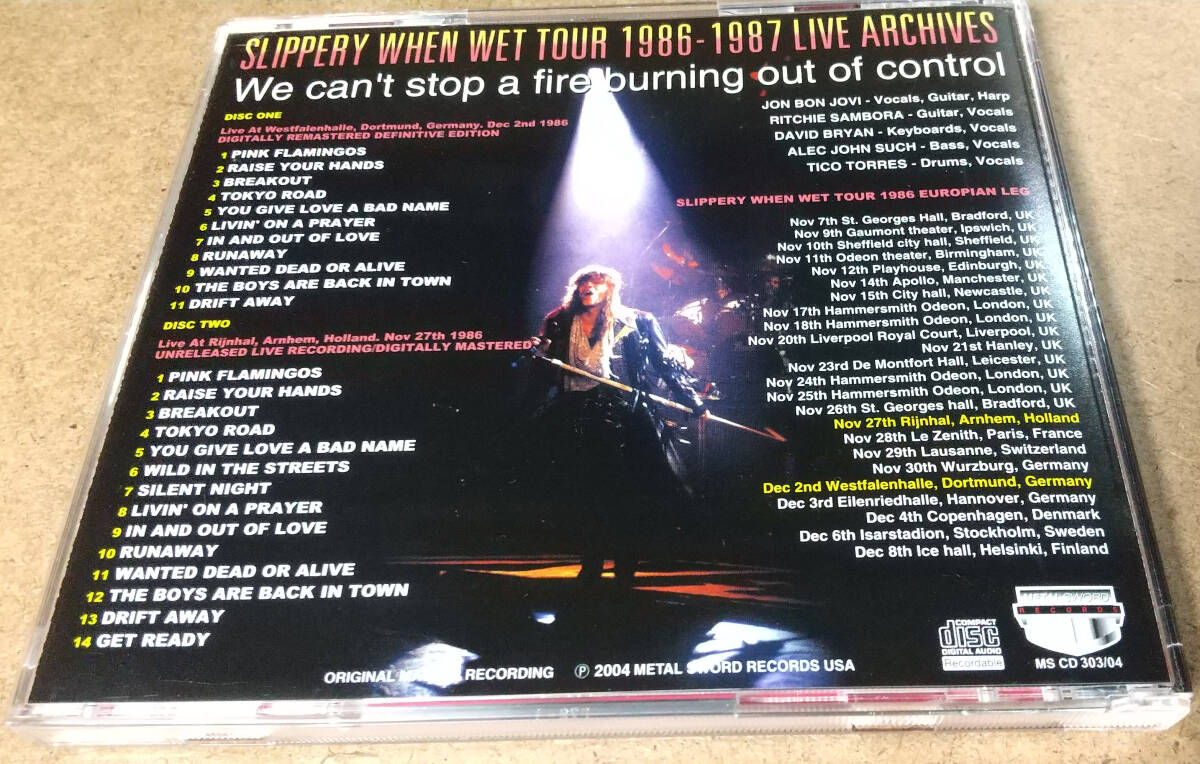 SLIPPERY WHEN WET TOUR 1986-1987 LIVE ARCHIVES
We can't stop a fire burning out of control
DISC ONE
Live At Westfalenhalle, Dortmund, Germany. Dec 2nd 1986
DIGITALLY REMASTERED DEFINITIVE EDITION
1 PINK FLAMINGOS
2 RAISE YOUR HANDS
3 BREAKOUT
4 TOKYO ROAD
5 YOU GIVE LOVE A BAD NAME
6 LIVIN' ON A PRAYER
7 IN AND OUT OF LOVE
8 RUNAWAY
9 WANTED DEAD OR ALIVE
10 THE BOYS ARE BACK IN TOWN
11 DRIFT AWAY
DISC TWO
Live At Rijnhal, Arnhem, Holland. Nov 27th 1986
UNRELEASED LIVE RECORDING/DIGITALLY MASTERED
1 PINK FLAMINGOS
2 RAISE YOUR HANDS
3 BREAKOUT
4 TOKYO ROAD
5 YOU GIVE LOVE A BAD NAME
6 WILD IN THE STREETS
7 SILENT NIGHT
8 LIVIN' ON A PRAYER
9 IN AND OUT OF LOVE
10 RUNAWAY
11 WANTED DEAD OR ALIVE
12 THE BOYS ARE BACK IN TOWN
13 DRIFT AWAY
14 GET READY
JON BON JOVI - Vocals, Guitar, Harp
RITCHIE SAMBORA - Guitar, Vocals
DAVID BRYAN - Keyboards, Vocals
ALEC JOHN SUCH - Bass, Vocals
TICO TORRES - Drums, Vocals
SLIPPERY WHEN WET TOUR 1986 EUROPIAN LEG
Nov 7th St. Georges Hall, Bradford, UK
Nov 9th Gaumont theater, Ipswich, UK
Nov 10th Sheffield city hall, Sheffield, UK
Nov 11th Odeon theater, Birmingham, UK
Nov 12th Playhouse, Edinburgh, UK
Nov 14th Apollo, Manchester, UK
Nov 15th City hall, Newcastle, UK
Nov 17th Hammersmith Odeon, London, UK
Nov 18th Hammersmith Odeon, London, UK
Nov 20th Liverpool Royal Court, Liverpool, UK
Nov 21st Hanley, UK
Nov 23rd De Montfort Hall, Leicester, UK
Nov 24th Hammersmith Odeon, London, UK
Nov 25th Hammersmith Odeon, London, UK
Nov 26th St. Georges hall, Bradford, UK
Nov 27th Rijnhal, Arnhem, Holland
Nov 28th Le Zenith, Paris, France
Nov 29th Lausanne, Switzerland
Nov 30th Wurzburg, Germany
Dec 2nd Westfalenhalle, Dortmund, Germany
Dec 3rd Eilenriedhalle, Hannover, Germany
Dec 4th Copenhagen, Denmark
Dec 6th Isarstadion, Stockholm, Sweden
Dec 8th Ice hall, Helsinki, Finland
ORIGINAL RECORDING ℗ 2004 METAL SWORD RECORDS USA
COMPACT
disc
DIGITAL AUDIO
Recordable
METAL SWORD
RECORDS
MS CD 303/04